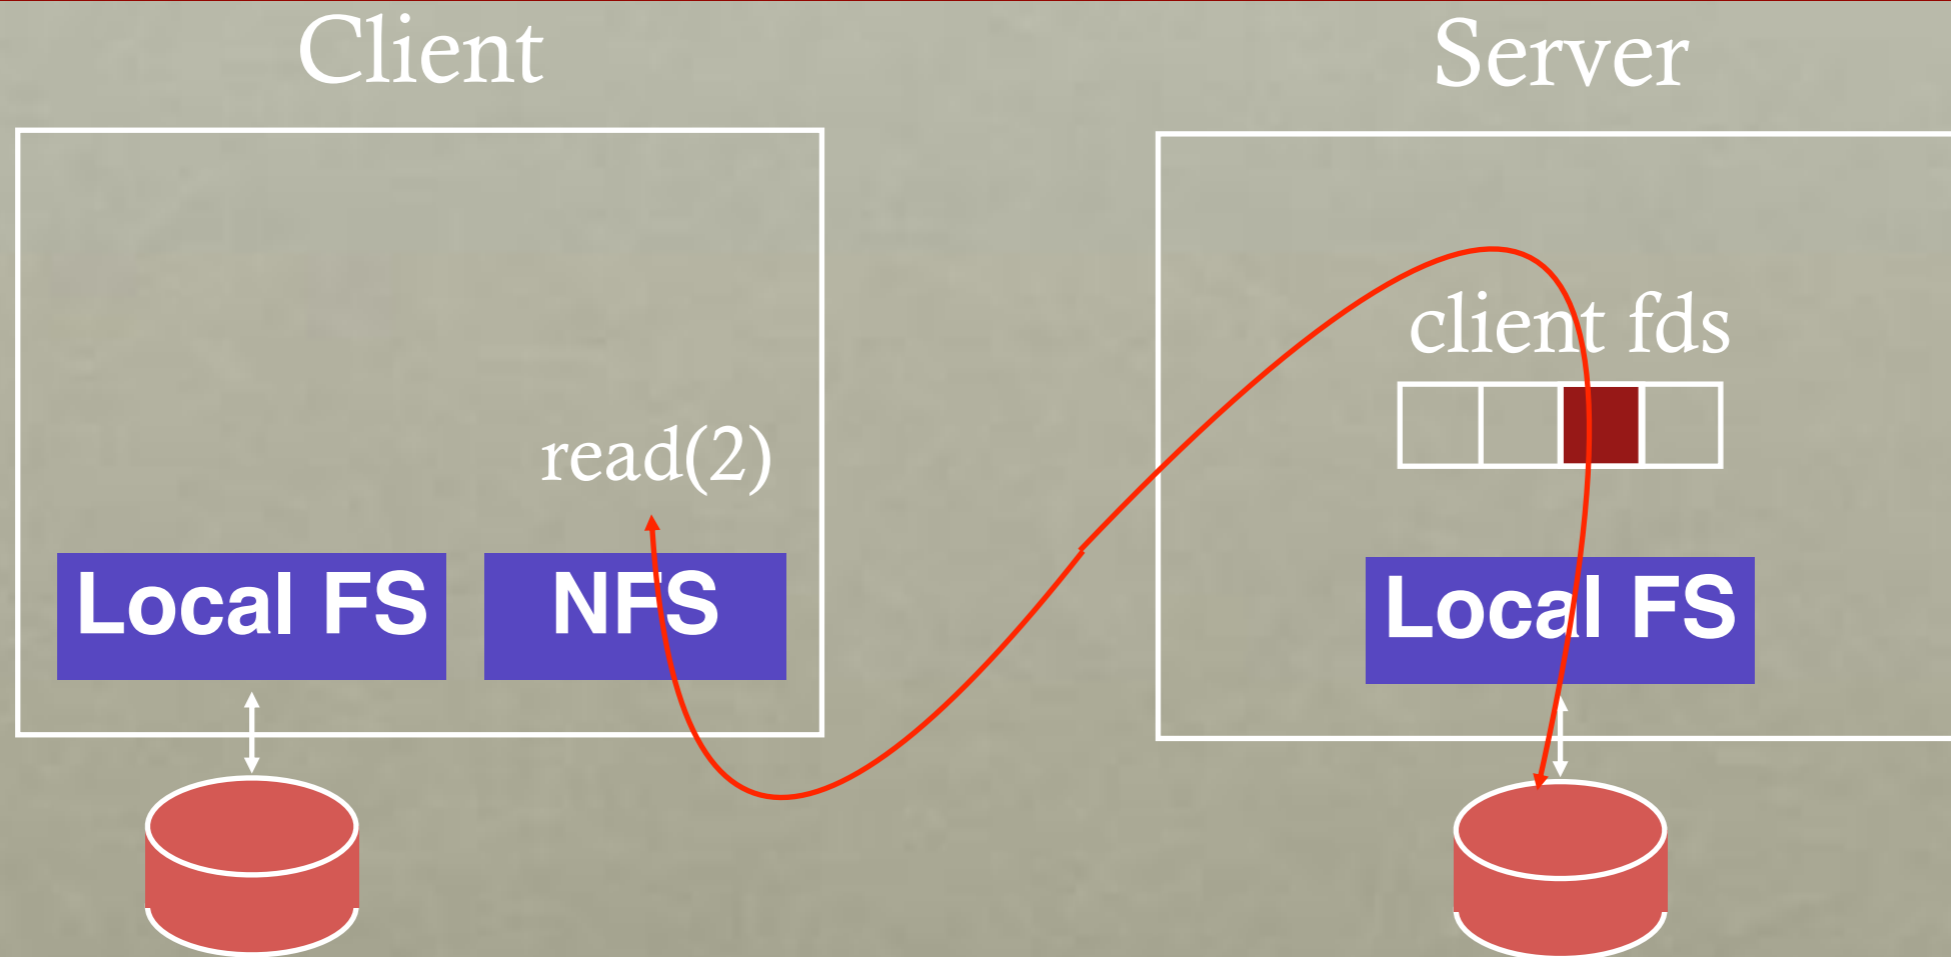 Client
Server
client fds
read(2)
Local FS
NFS
Local FS